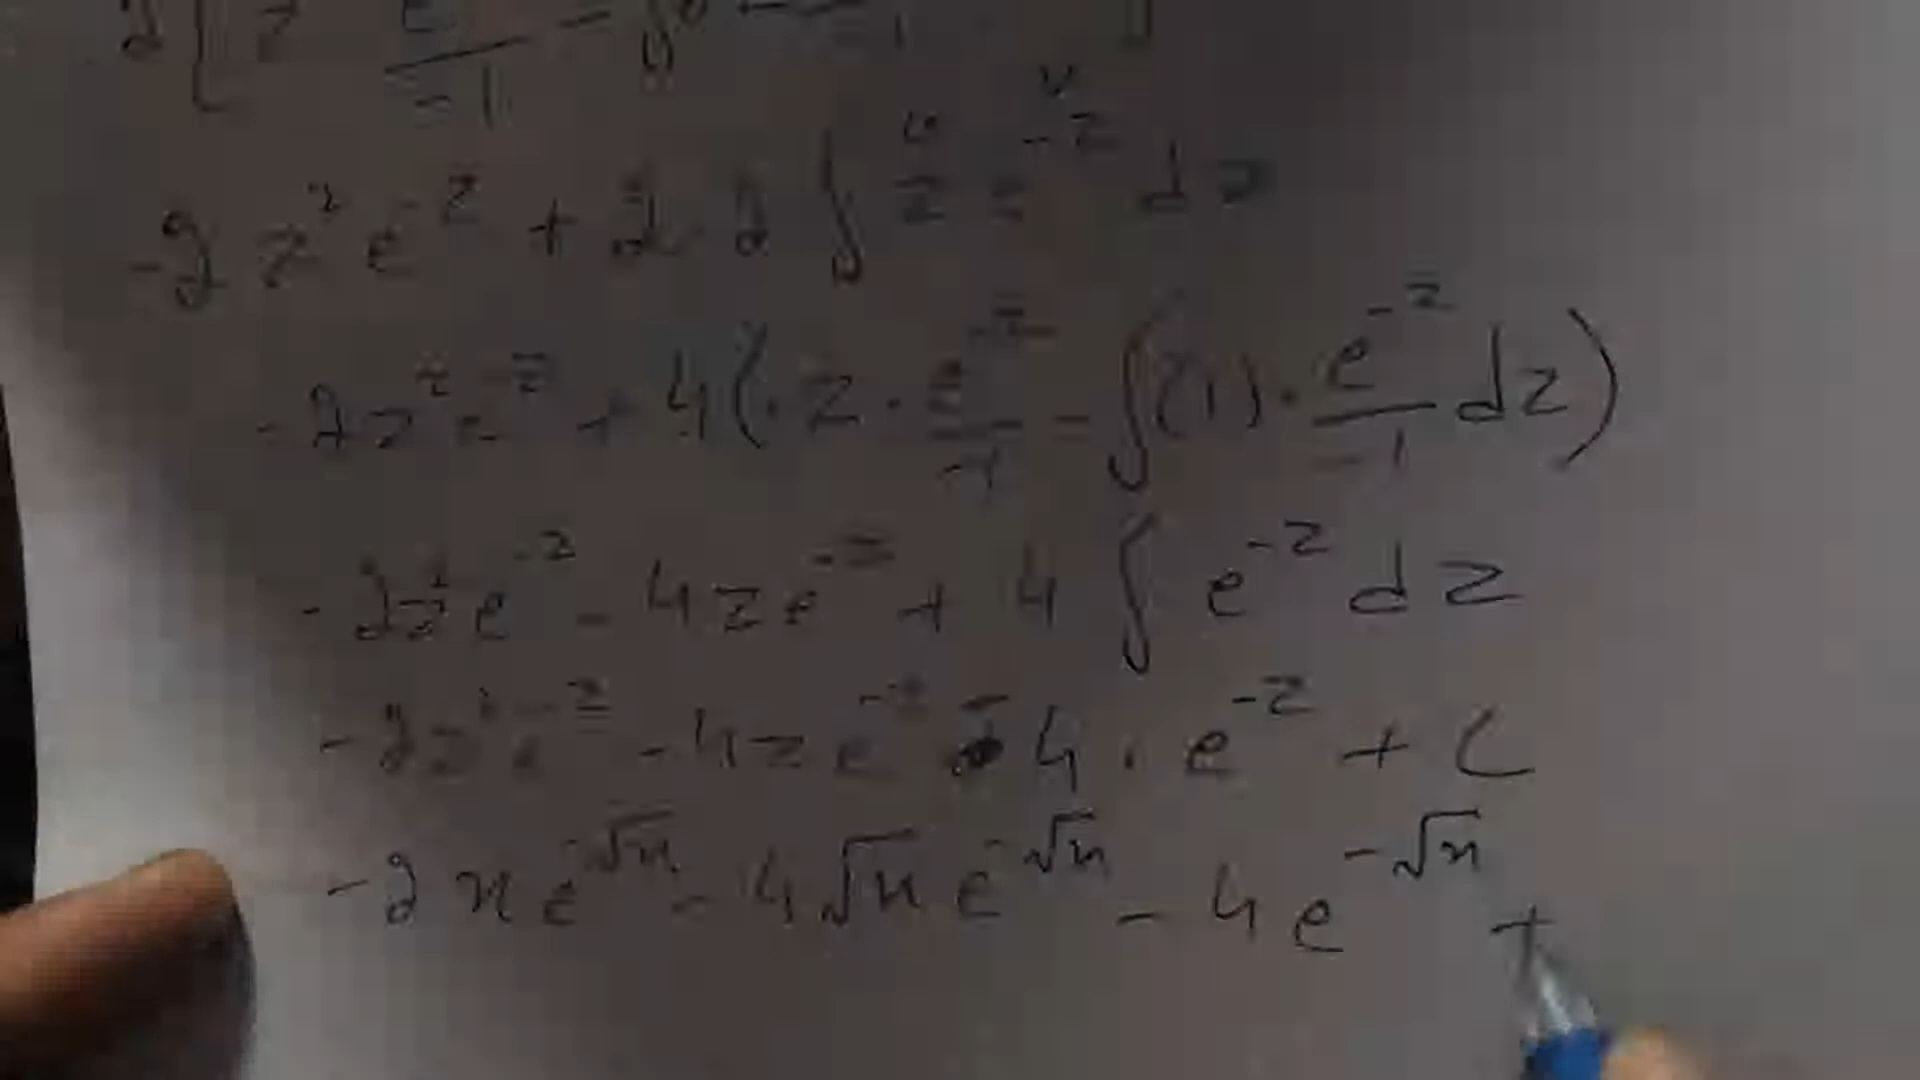 -2z²e^{-z} + 2·2∫ z e^{-z} dz
-2z²e^{-z} + 4(·z·e^{-z}/-1 - ∫(1)·e^{-z}/-1 dz)
-2z²e^{-z} - 4ze^{-z} + 4∫ e^{-z} dz
-2z²e^{-z} - 4ze^{-z} - 4·e^{-z} + C
-2xe^{-√x} - 4√x e^{-√x} - 4e^{-√x} +